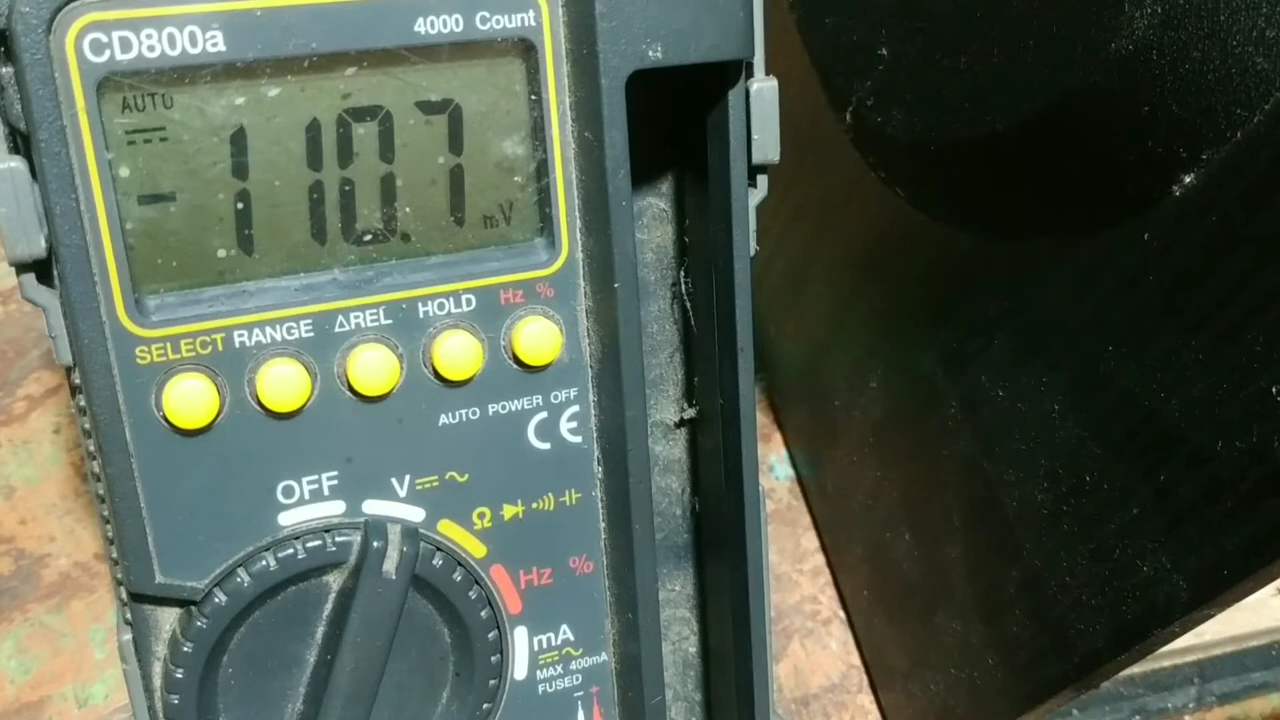 CD800a
4000 Count
AUTO
-110.7 mV
SELECT RANGE ΔREL HOLD Hz %
AUTO POWER OFF
CE
OFF V
Ω
Hz %
mA
MAX 400mA
FUSED